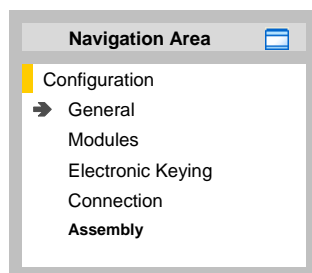 Navigation Area
Configuration
General
Modules
Electronic Keying
Connection
Assembly